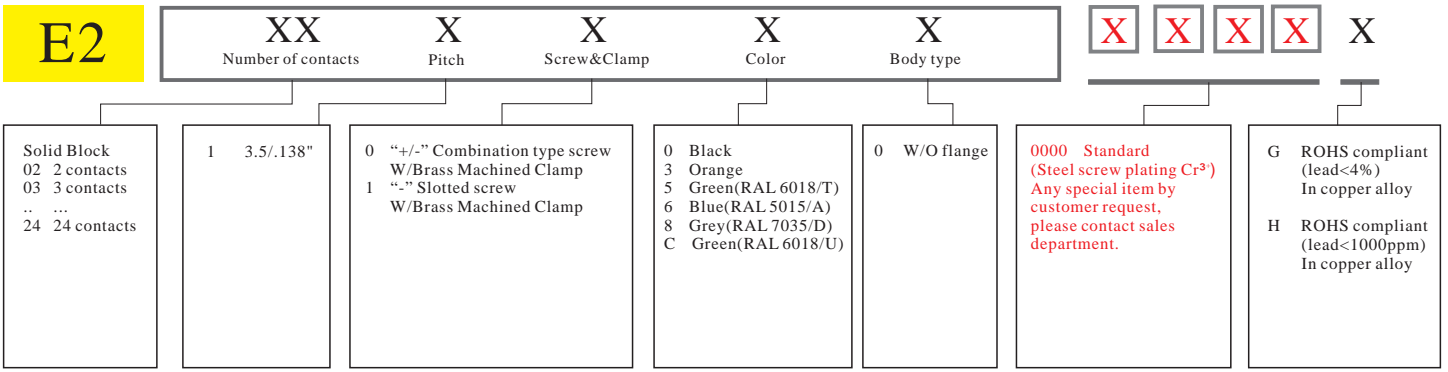 E2
XX X X X X X X X X X
Number of contacts Pitch Screw&Clamp Color Body type
Solid Block
02 2 contacts
03 3 contacts
.. ...
24 24 contacts
1 3.5/.138"
0 “+/-” Combination type screw
W/Brass Machined Clamp
1 “-” Slotted screw
W/Brass Machined Clamp
0 Black
3 Orange
5 Green(RAL 6018/T)
6 Blue(RAL 5015/A)
8 Grey(RAL 7035/D)
C Green(RAL 6018/U)
0 W/O flange
0000 Standard
(Steel screw plating Cr³⁺)
Any special item by
customer request,
please contact sales
department.
G ROHS compliant
(lead<4%)
In copper alloy
H ROHS compliant
(lead<1000ppm)
In copper alloy